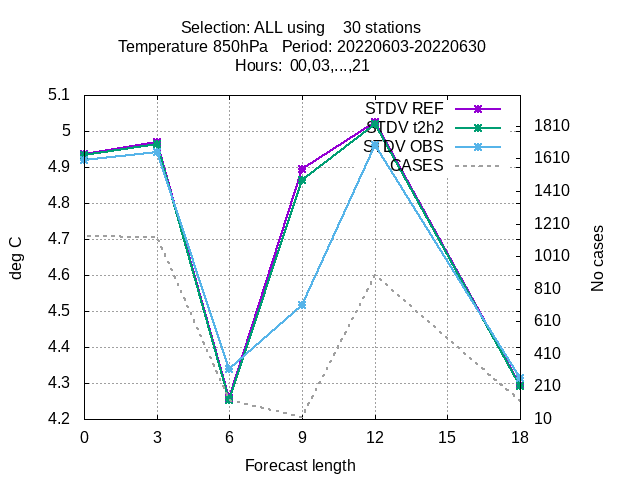 Selection: ALL using    30 stations
Temperature 850hPa   Period: 20220603-20220630
Hours: 00,03,...,21
STDV REF
STDV t2h2
STDV OBS
CASES
deg C
5.1
5
4.9
4.8
4.7
4.6
4.5
4.4
4.3
4.2
No cases
1810
1610
1410
1210
1010
810
610
410
210
10
0 3 6 9 12 15 18
Forecast length